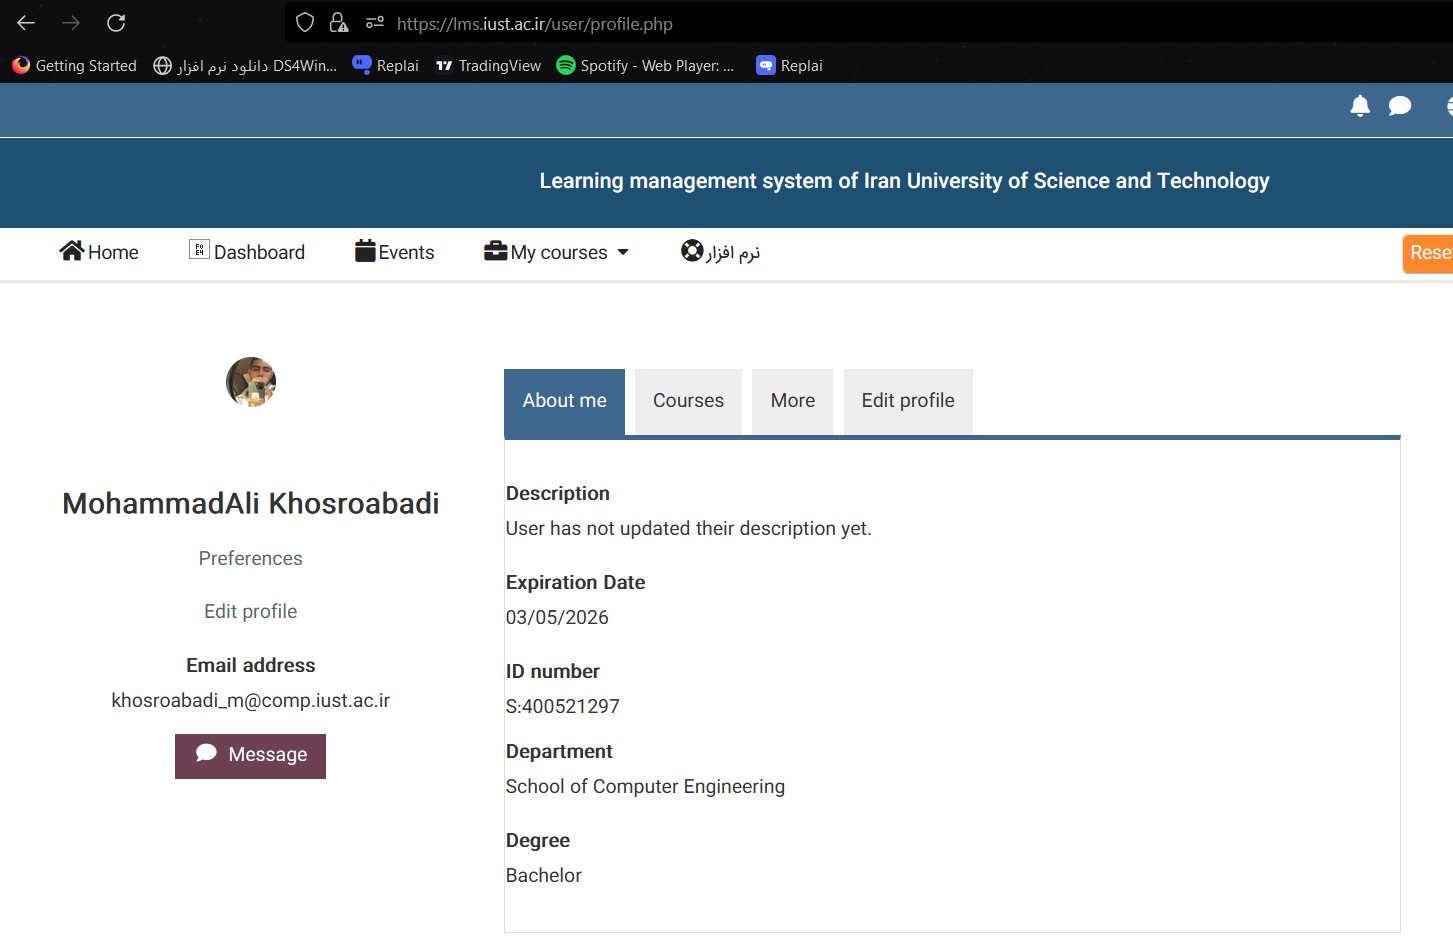 https://lms.iust.ac.ir/user/profile.php
Getting Started
دانلود نرم افزار DS4Win...
Replai
TradingView
Spotify - Web Player: ...
Replai
Learning management system of Iran University of Science and Technology
Home
Dashboard
Events
My courses
نرم افزار
Rese
About me
Courses
More
Edit profile
MohammadAli Khosroabadi
Preferences
Edit profile
Email address
khosroabadi_m@comp.iust.ac.ir
Message
Description
User has not updated their description yet.
Expiration Date
03/05/2026
ID number
S:400521297
Department
School of Computer Engineering
Degree
Bachelor